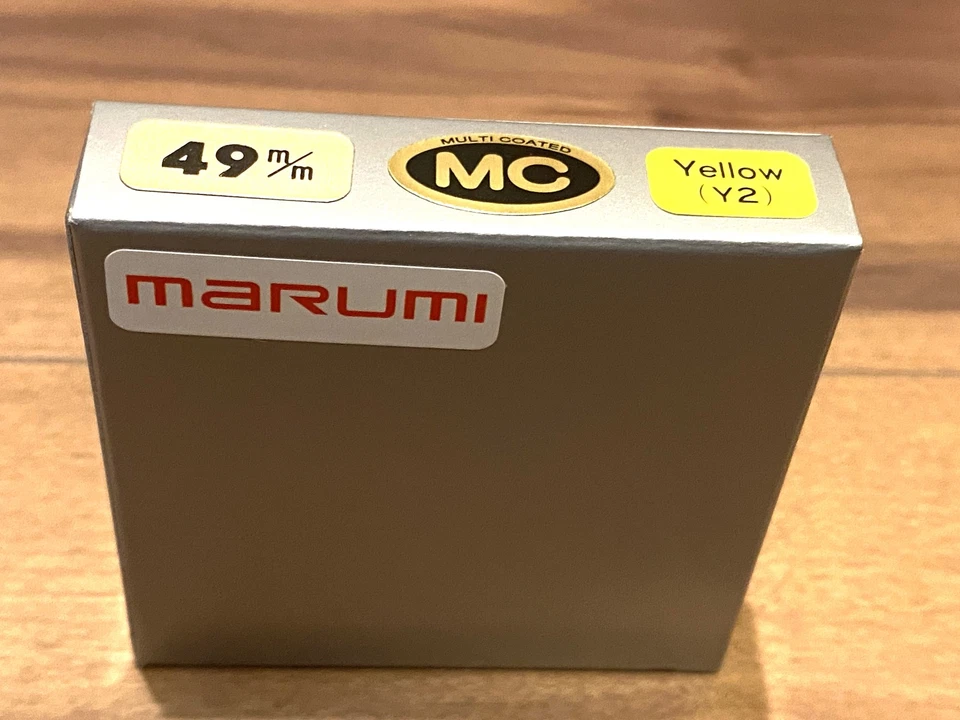 49 m/m
MULTI COATED
MC
Yellow
(Y2)
marumi